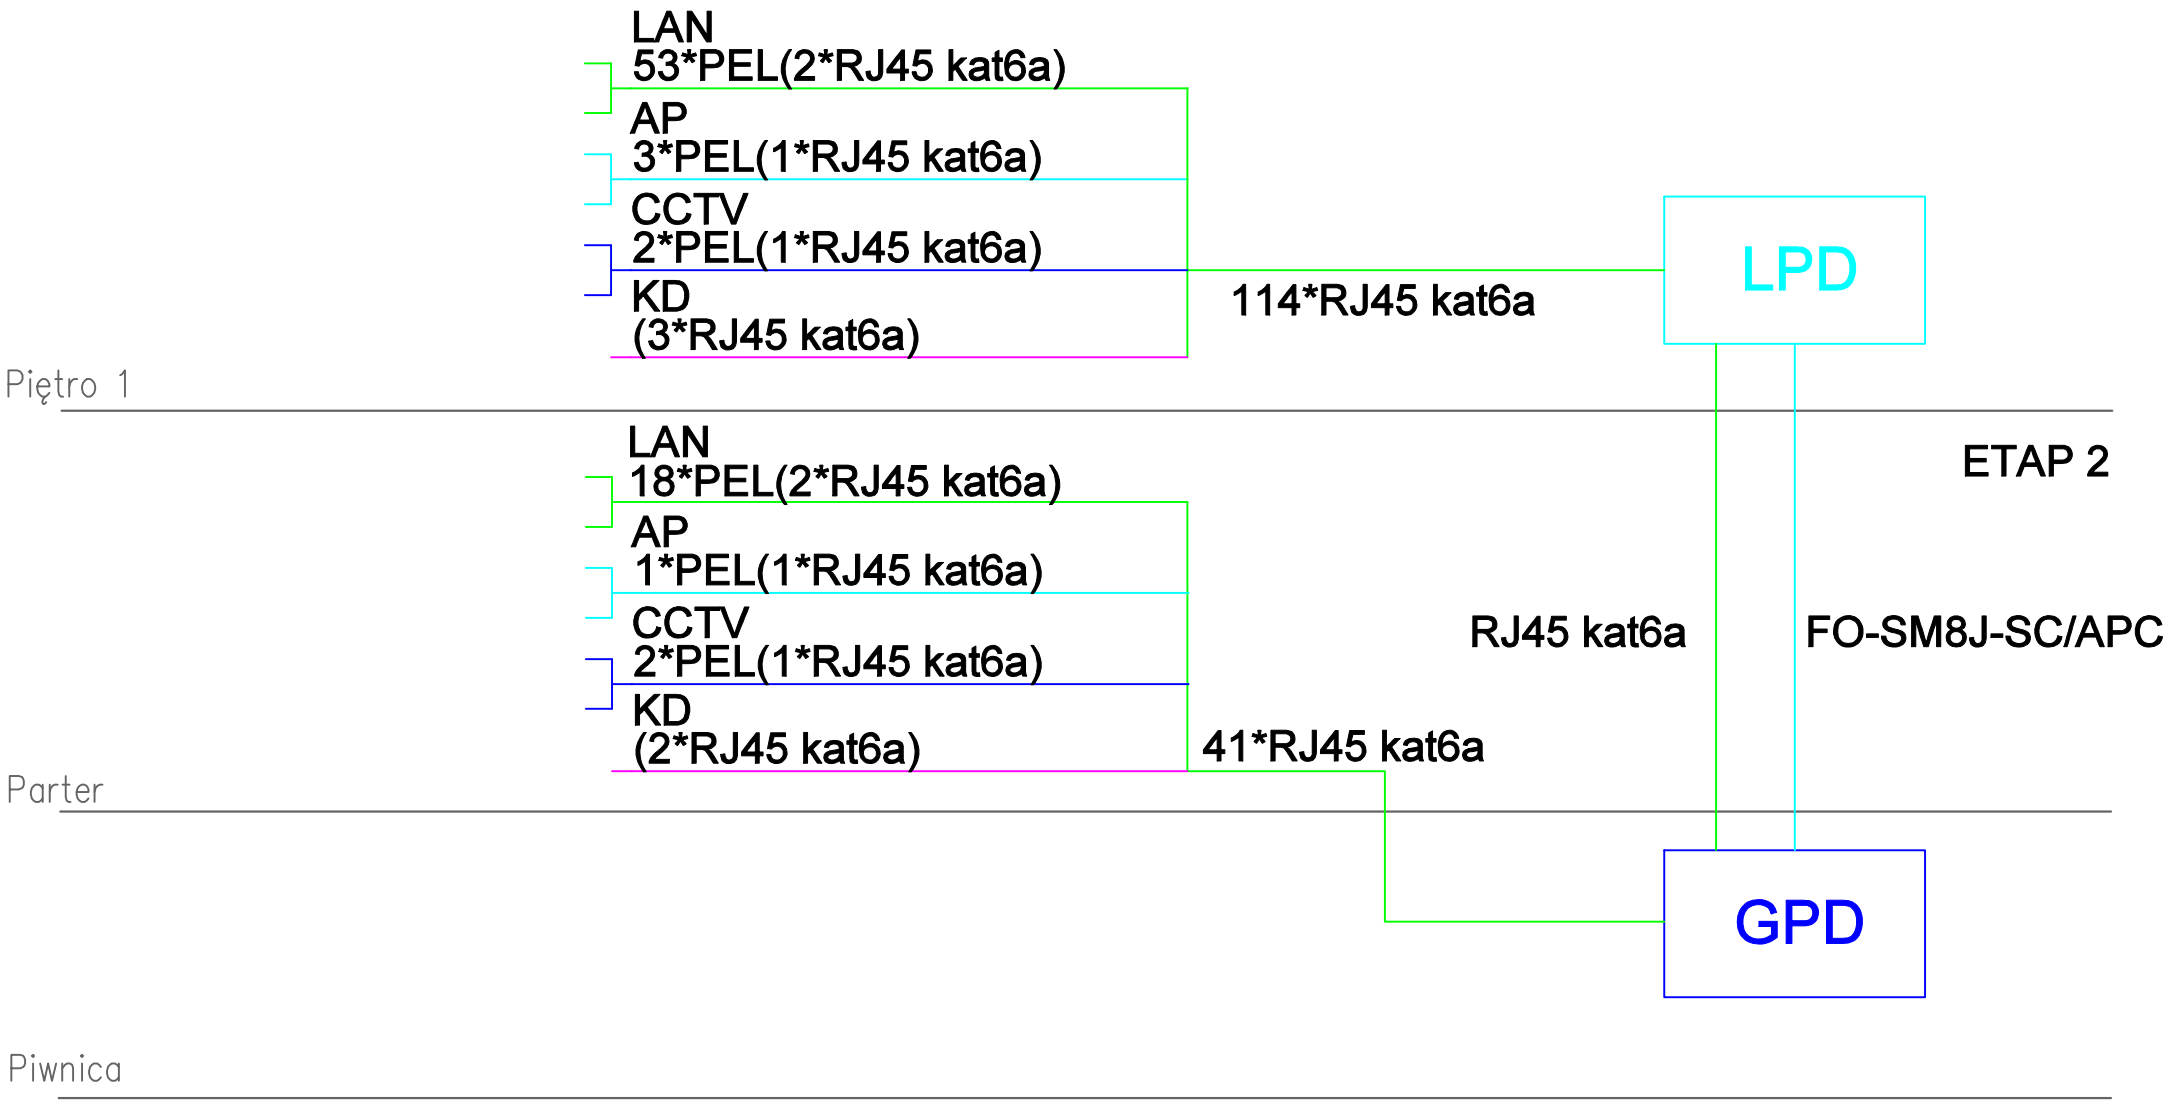 LAN
53*PEL(2*RJ45 kat6a)
AP
3*PEL(1*RJ45 kat6a)
CCTV
2*PEL(1*RJ45 kat6a)
KD
(3*RJ45 kat6a)
114*RJ45 kat6a
LPD
Piętro 1
ETAP 2
LAN
18*PEL(2*RJ45 kat6a)
AP
1*PEL(1*RJ45 kat6a)
CCTV
2*PEL(1*RJ45 kat6a)
KD
(2*RJ45 kat6a)
41*RJ45 kat6a
RJ45 kat6a
FO-SM8J-SC/APC
Parter
GPD
Piwnica